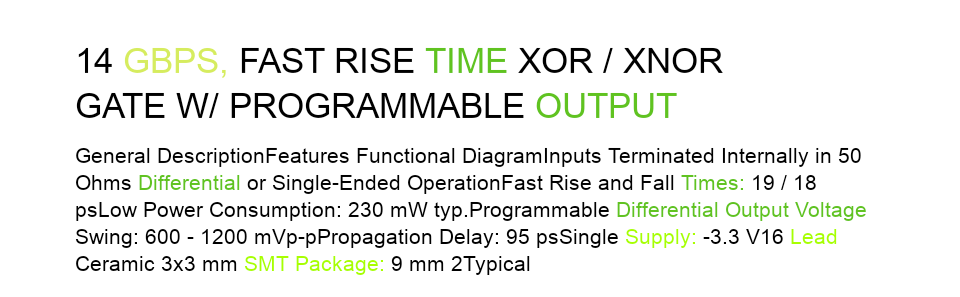 14 GBPS, FAST RISE TIME XOR / XNOR
GATE W/ PROGRAMMABLE OUTPUT
General DescriptionFeatures Functional DiagramInputs Terminated Internally in 50
Ohms Differential or Single-Ended OperationFast Rise and Fall Times: 19 / 18
psLow Power Consumption: 230 mW typ.Programmable Differential Output Voltage
Swing: 600 - 1200 mVp-pPropagation Delay: 95 psSingle Supply: -3.3 V16 Lead
Ceramic 3x3 mm SMT Package: 9 mm 2Typical